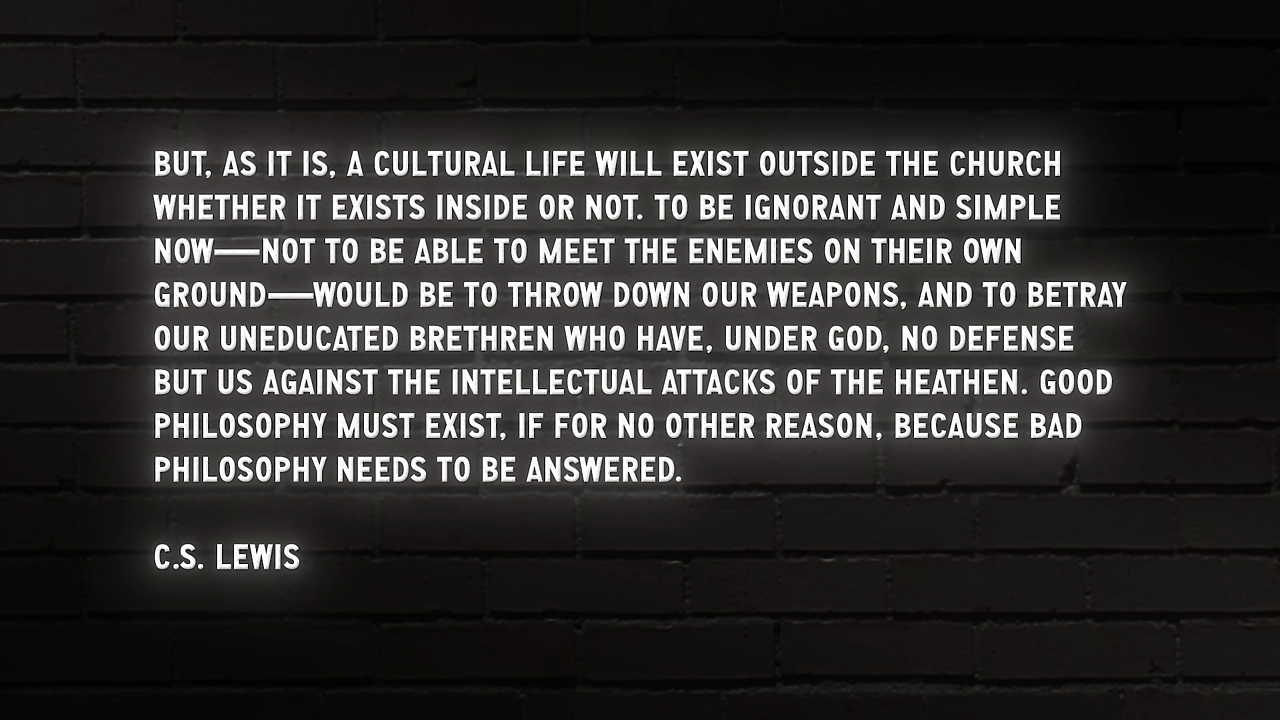 BUT, AS IT IS, A CULTURAL LIFE WILL EXIST OUTSIDE THE CHURCH
WHETHER IT EXISTS INSIDE OR NOT. TO BE IGNORANT AND SIMPLE
NOW——NOT TO BE ABLE TO MEET THE ENEMIES ON THEIR OWN
GROUND——WOULD BE TO THROW DOWN OUR WEAPONS, AND TO BETRAY
OUR UNEDUCATED BRETHREN WHO HAVE, UNDER GOD, NO DEFENSE
BUT US AGAINST THE INTELLECTUAL ATTACKS OF THE HEATHEN. GOOD
PHILOSOPHY MUST EXIST, IF FOR NO OTHER REASON, BECAUSE BAD
PHILOSOPHY NEEDS TO BE ANSWERED.
C.S. LEWIS